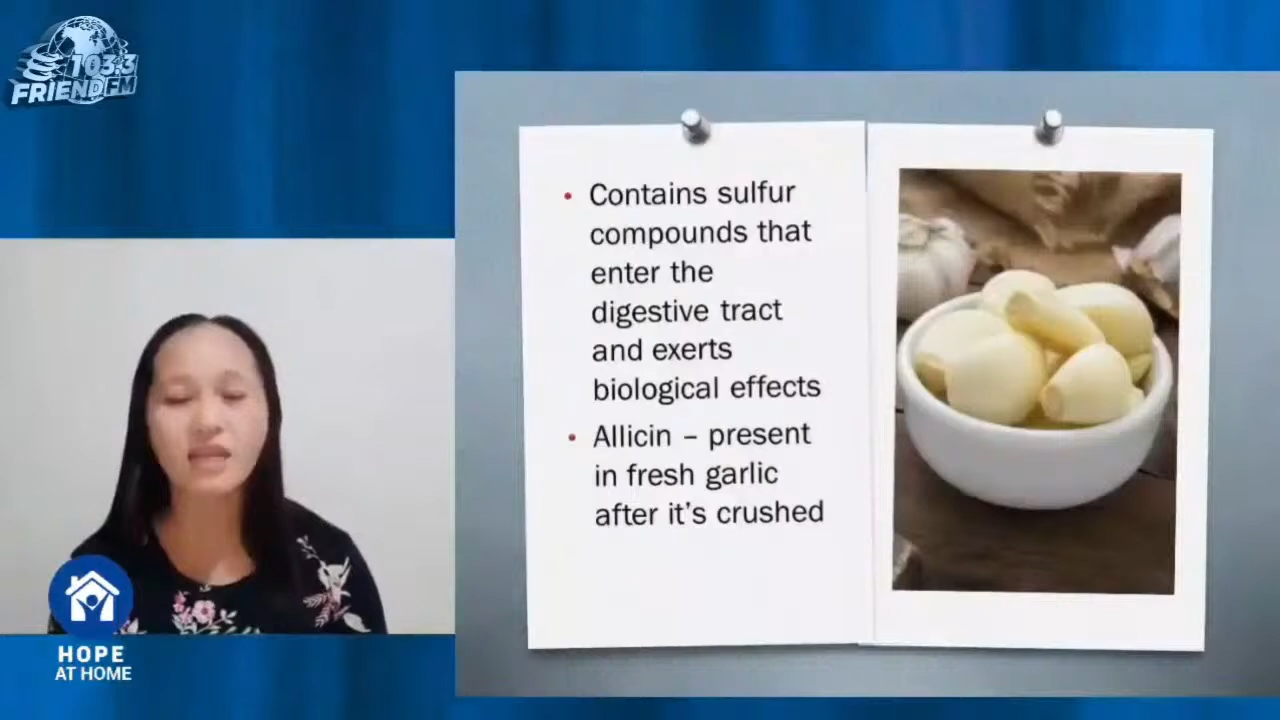 103.3
FRIEND FM
• Contains sulfur
compounds that
enter the
digestive tract
and exerts
biological effects
• Allicin – present
in fresh garlic
after it's crushed
HOPE
AT HOME